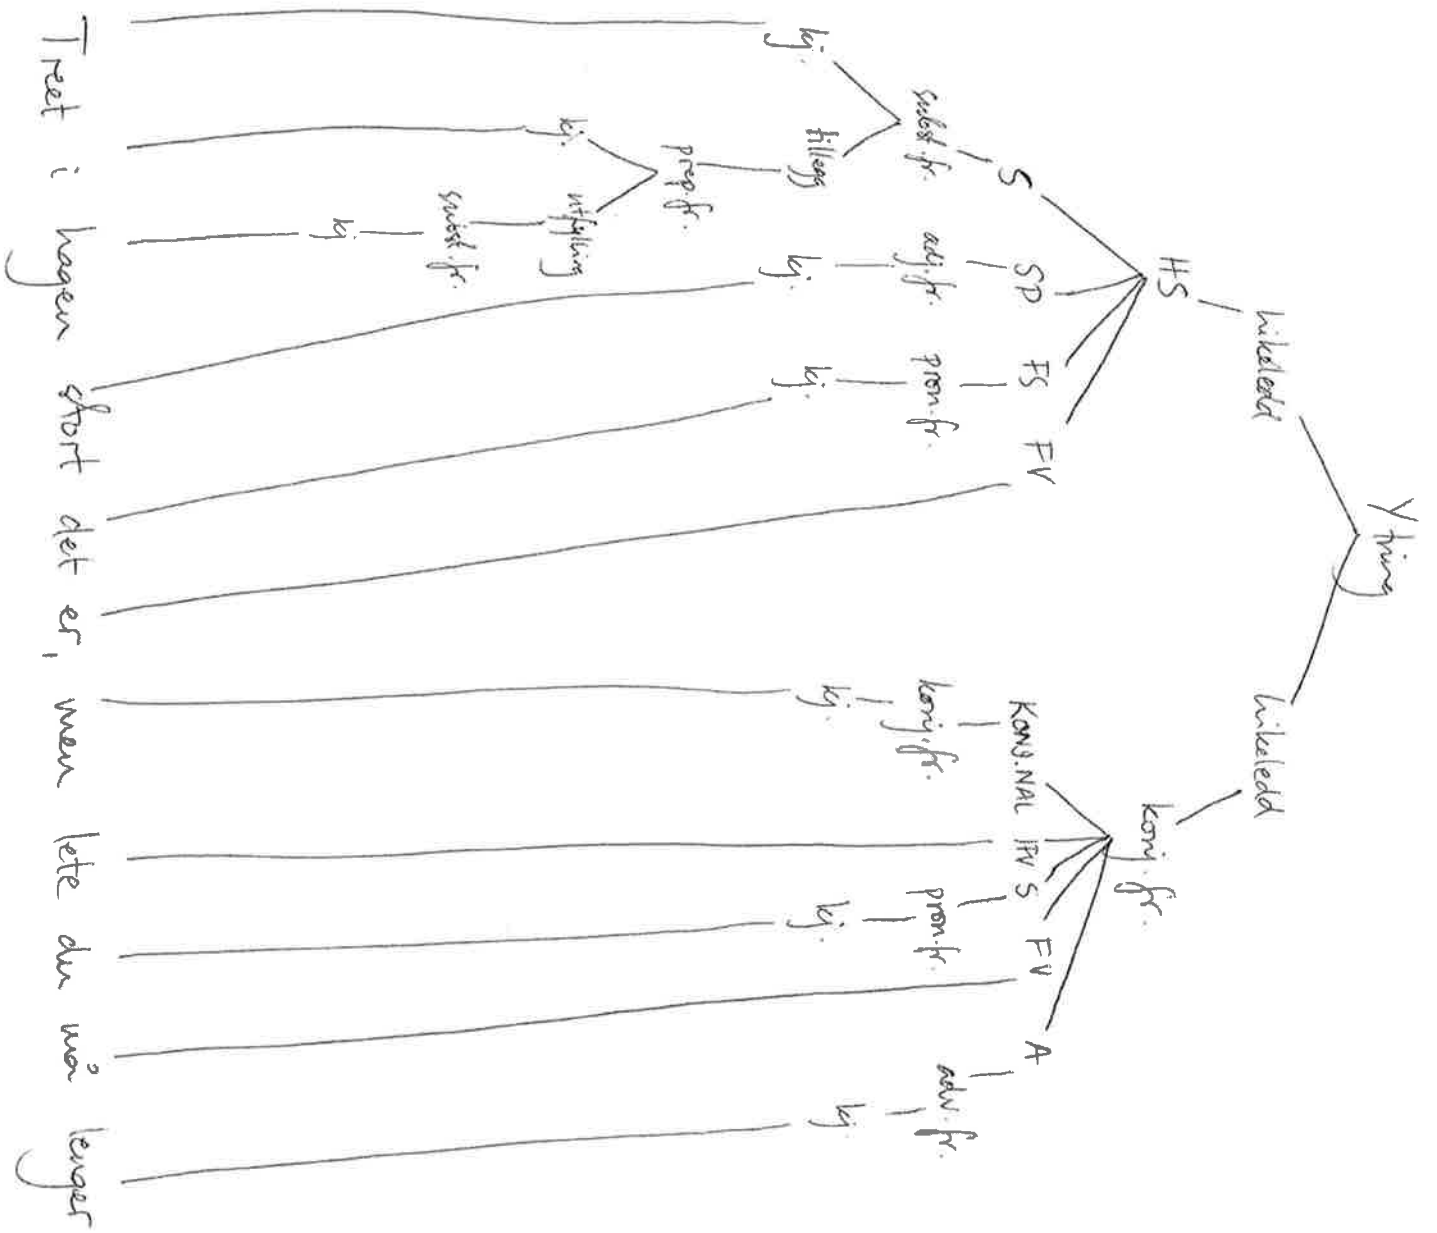 Ytring
likeledd likeledd
HS konj. fr.
S SP FS FV KONJ.NAL IFV S FV A
subst.fr. adj.fr. pron.fr. konj.fr. pron.fr. adv.fr.
kj. tillegg kj. kj. kj. kj. kj.
prep.fr.
kj. utfylling
subst.fr.
kj.
Treet i hagen stort det er, men lete du må lenger